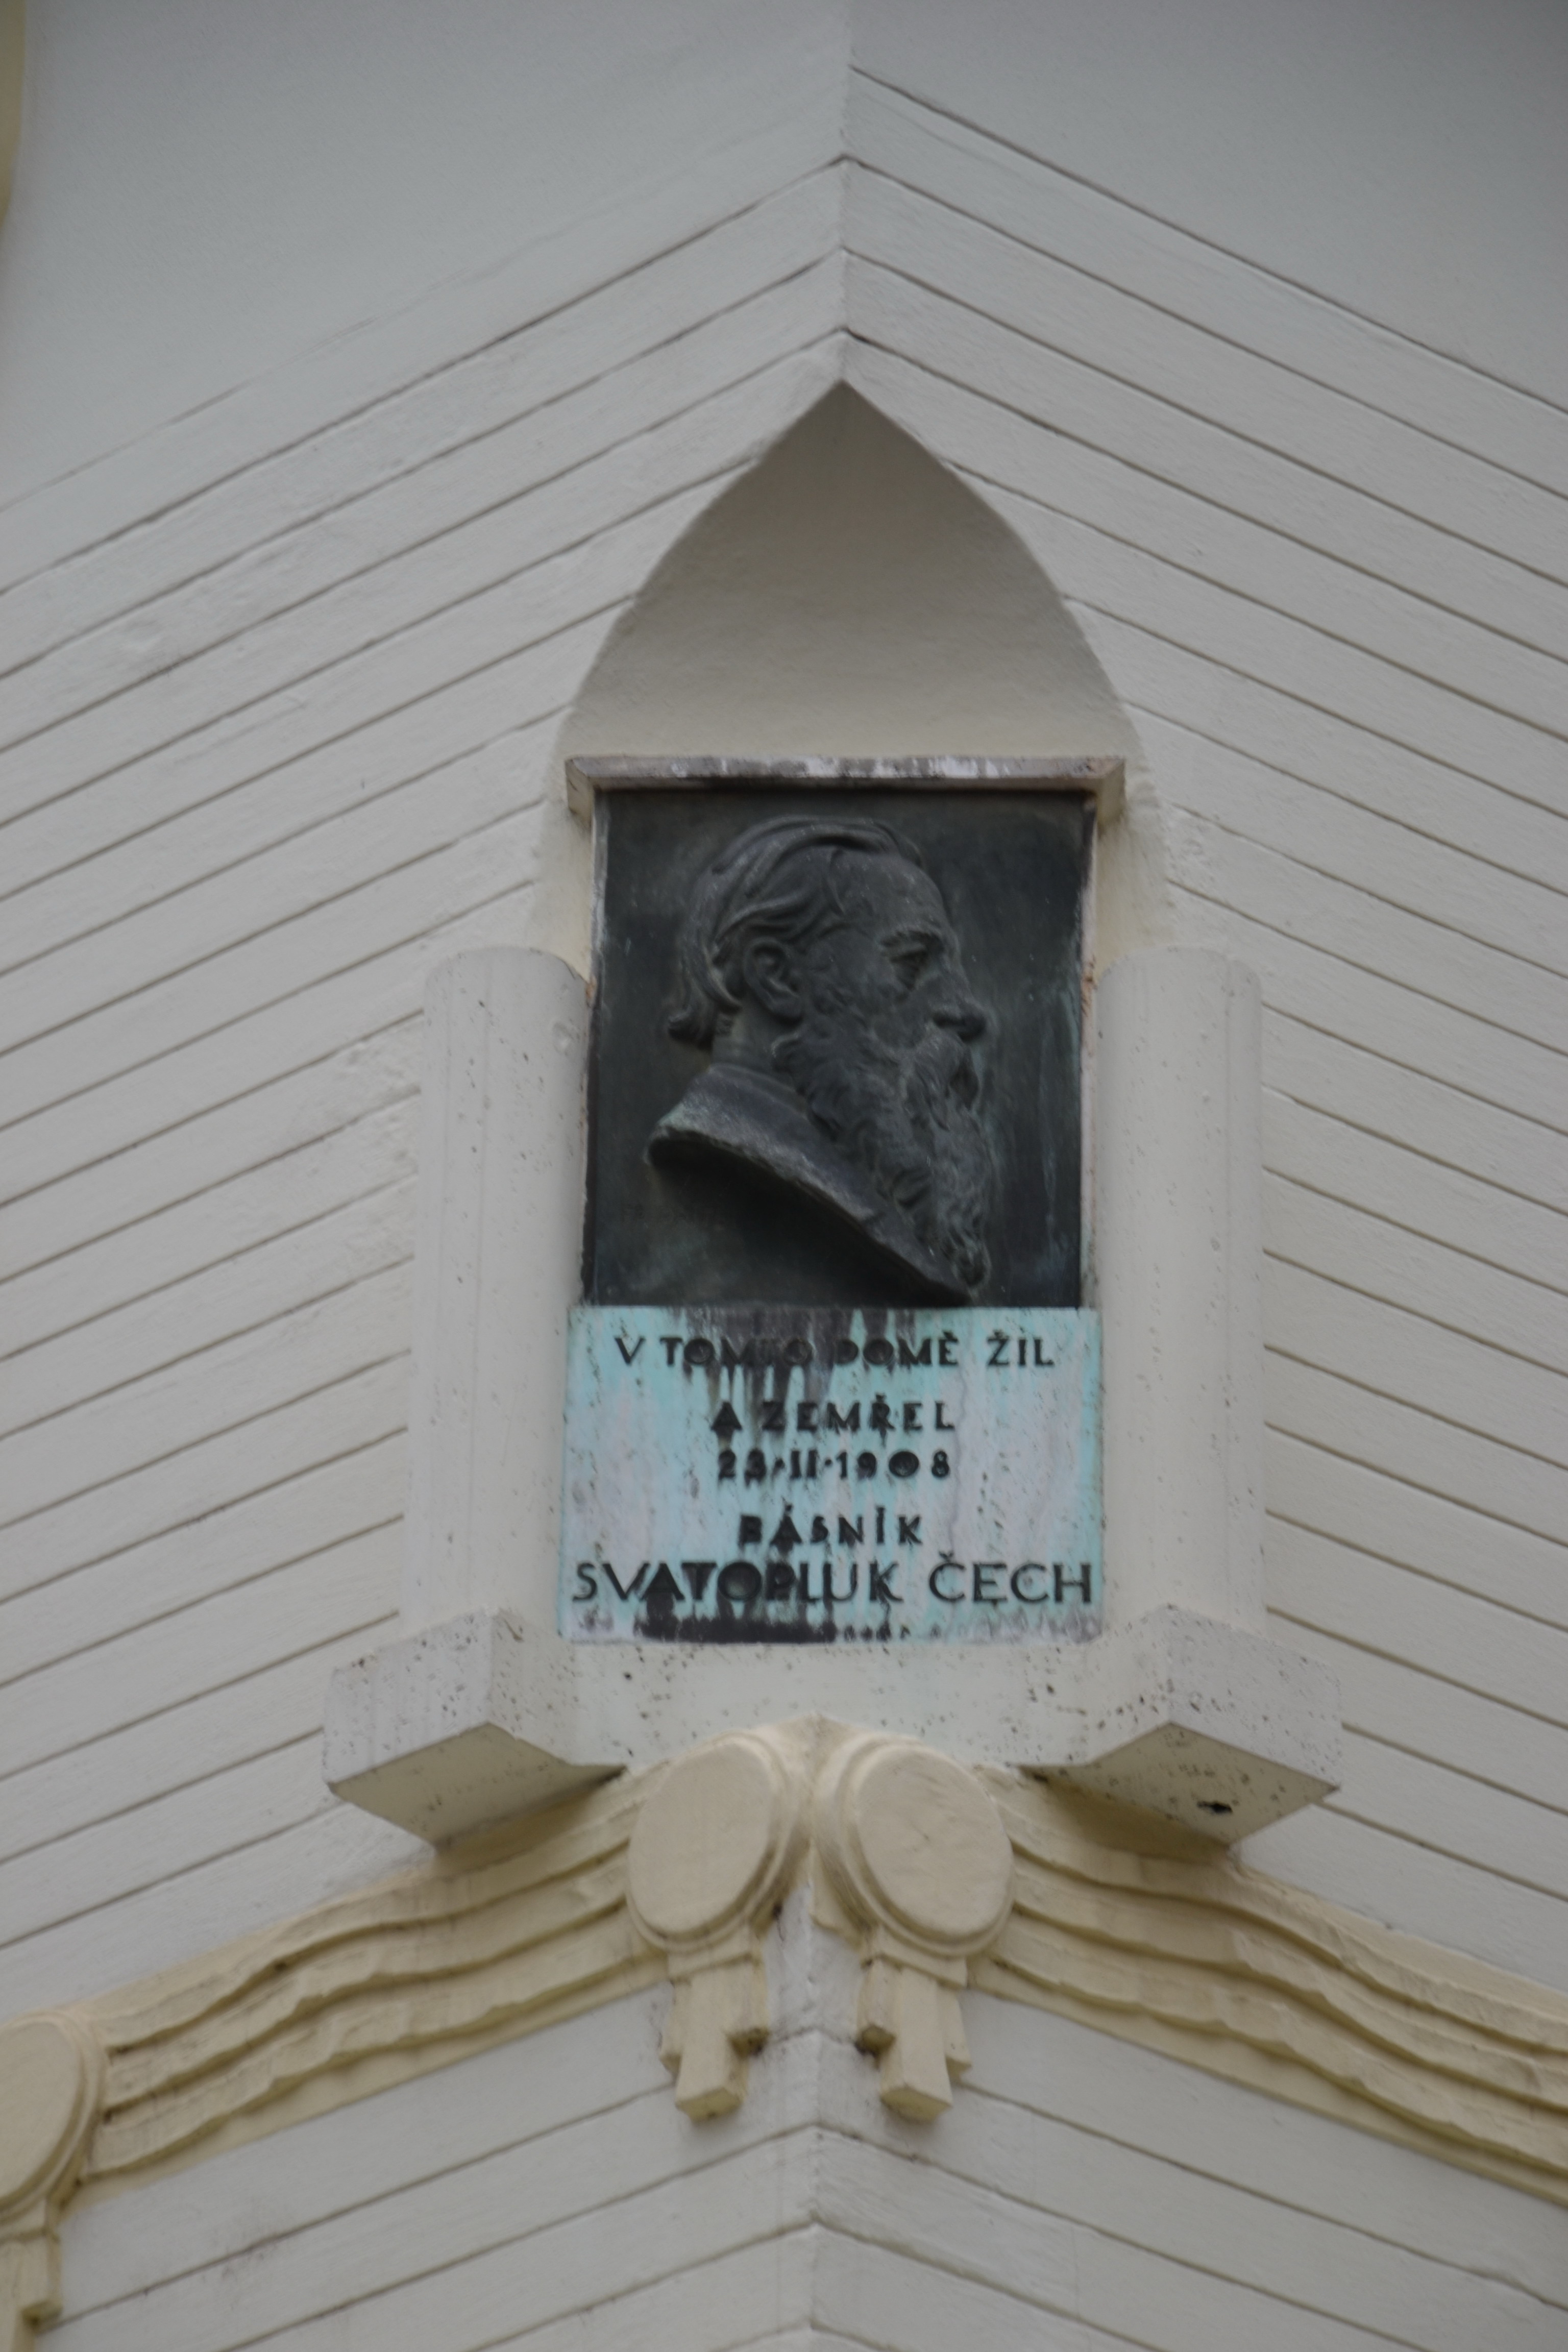 V TOMTO DOMĚ ŽIL
A ZEMŘEL
23·II·1908
BÁSNÍK
SVATOPLUK ČECH